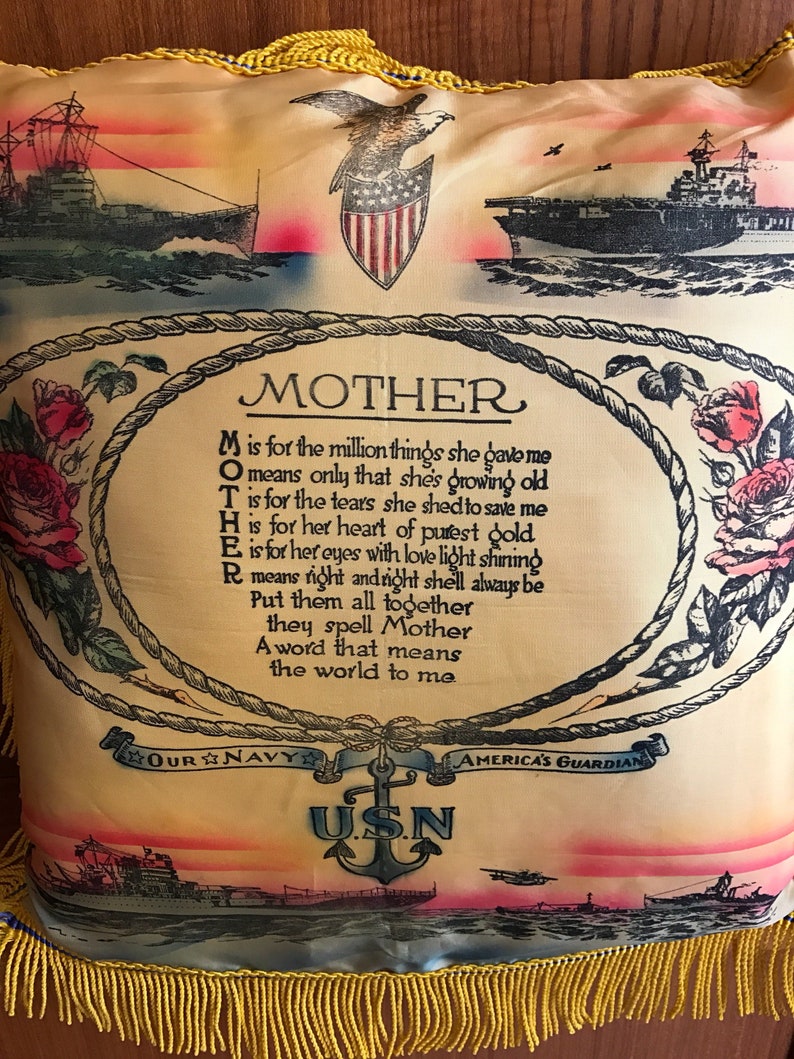 MOTHER
M is for the million things she gave me
O means only that she's growing old
T is for the tears she shed to save me
H is for her heart of purest gold
E is for her eyes with love light shining
R means right and right she'll always be
Put them all together
they spell Mother
A word that means
the world to me
OUR NAVY AMERICA'S GUARDIAN
U.S.N